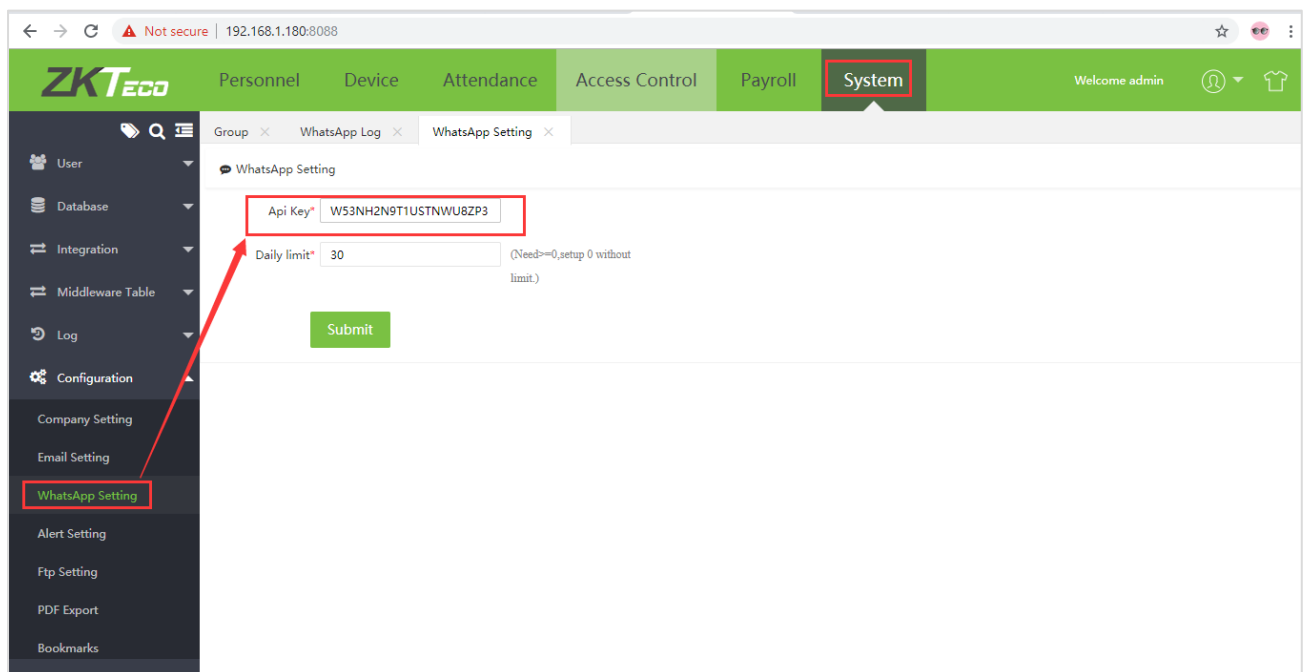 Not secure | 192.168.1.180:8088
ZKTECO
Personnel Device Attendance Access Control Payroll System Welcome admin
Group WhatsApp Log WhatsApp Setting
User
WhatsApp Setting
Database
Api Key* W53NH2N9T1USTNWU8ZP3
Integration
Daily limit* 30 (Need>=0,setup 0 without
limit.)
Middleware Table
Log
Submit
Configuration
Company Setting
Email Setting
WhatsApp Setting
Alert Setting
Ftp Setting
PDF Export
Bookmarks